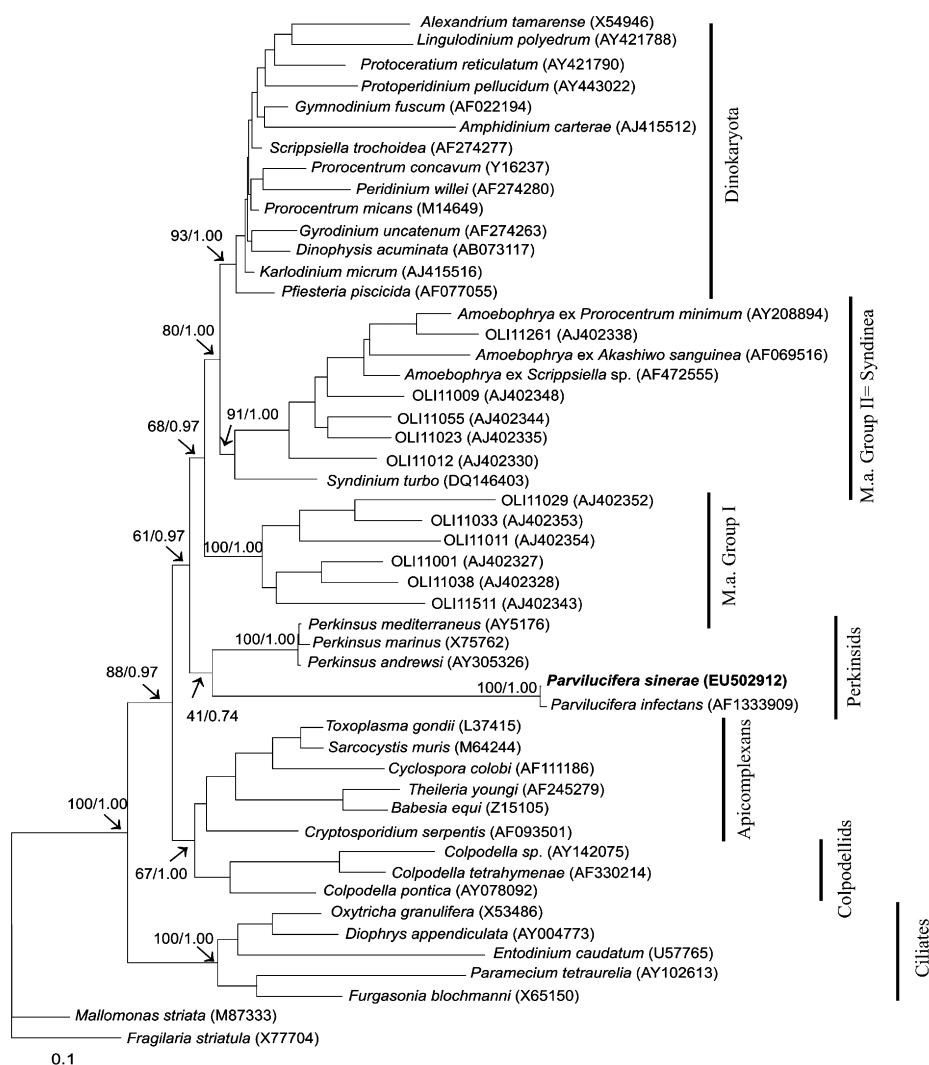 Alexandrium tamarense (X54946)
Lingulodinium polyedrum (AY421788)
Protoceratium reticulatum (AY421790)
Protoperidinium pellucidum (AY443022)
Gymnodinium fuscum (AF022194)
Amphidinium carterae (AJ415512)
Scrippsiella trochoidea (AF274277)
Prorocentrum concavum (Y16237)
Peridinium willei (AF274280)
Prorocentrum micans (M14649)
Gyrodinium uncatenum (AF274263)
Dinophysis acuminata (AB073117)
Karlodinium micrum (AJ415516)
Pfiesteria piscicida (AF077055)
Dinokaryota
93/1.00
80/1.00
Amoebophrya ex Prorocentrum minimum (AY208894)
OLI11261 (AJ402338)
Amoebophrya ex Akashiwo sanguinea (AF069516)
Amoebophrya ex Scrippsiella sp. (AF472555)
OLI11009 (AJ402348)
OLI11055 (AJ402344)
OLI11023 (AJ402335)
OLI11012 (AJ402330)
Syndinium turbo (DQ146403)
M.a. Group II= Syndinea
91/1.00
68/0.97
OLI11029 (AJ402352)
OLI11033 (AJ402353)
OLI11011 (AJ402354)
OLI11001 (AJ402327)
OLI11038 (AJ402328)
OLI11511 (AJ402343)
M.a. Group I
100/1.00
61/0.97
Perkinsus mediterraneus (AY5176)
Perkinsus marinus (X75762)
Perkinsus andrewsi (AY305326)
Parvilucifera sinerae (EU502912)
Parvilucifera infectans (AF1333909)
Perkinsids
100/1.00
100/1.00
88/0.97
41/0.74
Toxoplasma gondii (L37415)
Sarcocystis muris (M64244)
Cyclospora colobi (AF111186)
Theileria youngi (AF245279)
Babesia equi (Z15105)
Cryptosporidium serpentis (AF093501)
Apicomplexans
100/1.00
67/1.00
Colpodella sp. (AY142075)
Colpodella tetrahymenae (AF330214)
Colpodella pontica (AY078092)
Colpodellids
Oxytricha granulifera (X53486)
Diophrys appendiculata (AY004773)
Entodinium caudatum (U57765)
Paramecium tetraurelia (AY102613)
Furgasonia blochmanni (X65150)
Ciliates
100/1.00
Mallomonas striata (M87333)
Fragilaria striatula (X77704)
0.1